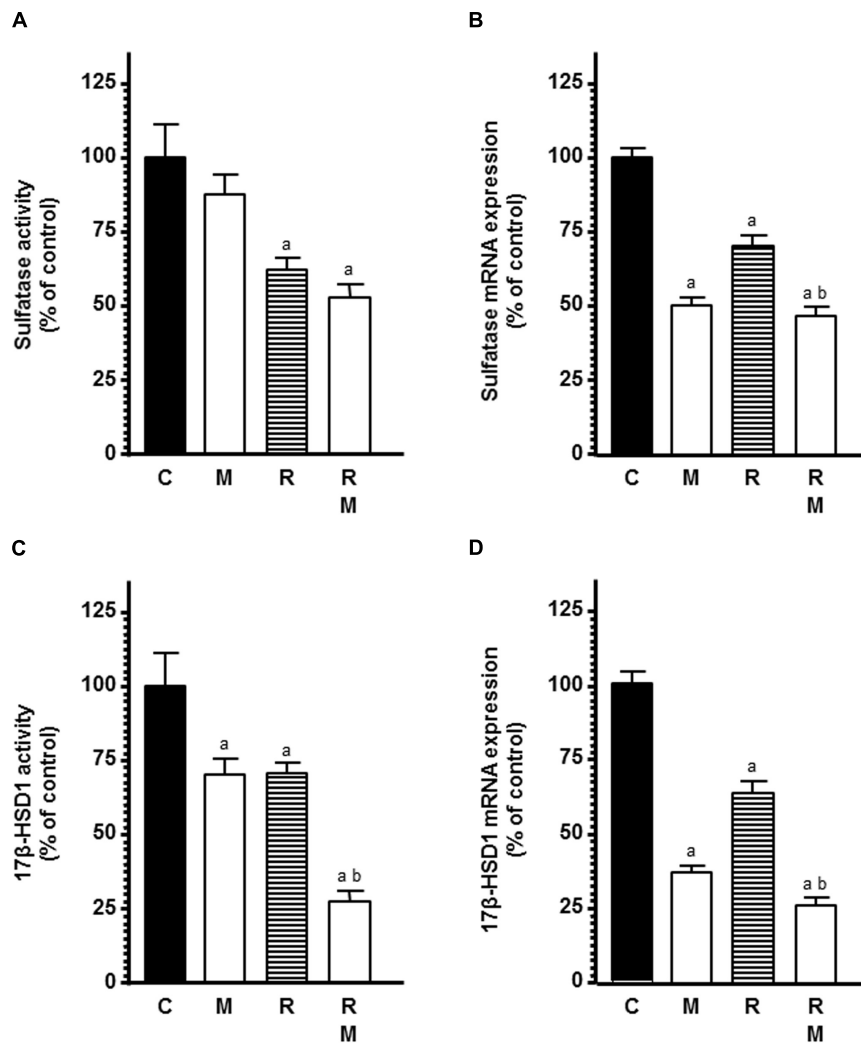 A
Sulfatase activity
(% of control)
125
100
75
50
25
0
a
a
C M R R
M
B
Sulfatase mRNA expression
(% of control)
125
100
75
50
25
0
a
a
a b
C M R R
M
C
17β-HSD1 activity
(% of control)
125
100
75
50
25
0
a
a
a b
C M R R
M
D
17β-HSD1 mRNA expression
(% of control)
125
100
75
50
25
0
a
a
a b
C M R R
M